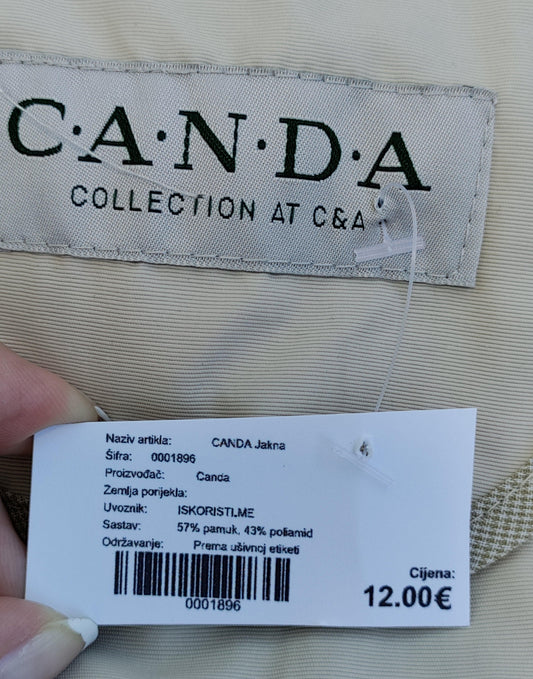 C·A·N·D·A
COLLECTION AT C&A
Naziv artikla: CANDA Jakna
Šifra: 0001896
Proizvođač: Canda
Zemlja porijekla:
Uvoznik: ISKORISTI.ME
Sastav: 57% pamuk, 43% poliamid
Održavanje: Prema ušivnoj etiketi
0001896
Cijena:
12.00€